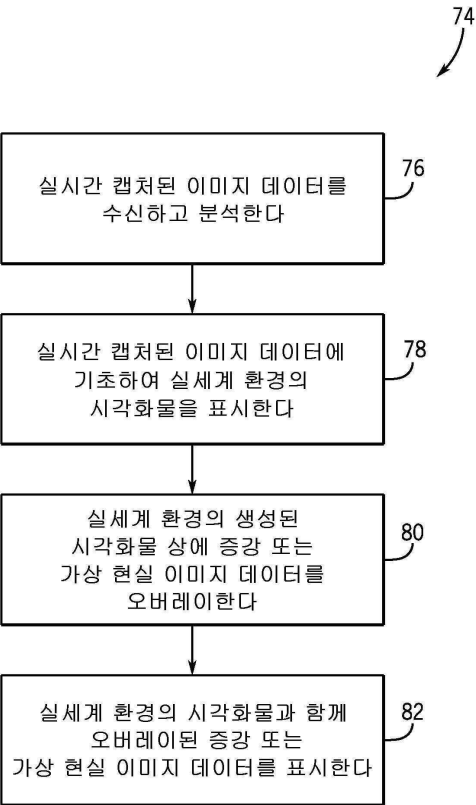 74
실시간 캡처된 이미지 데이터를
수신하고 분석한다
76
실시간 캡처된 이미지 데이터에
기초하여 실세계 환경의
시각화물을 표시한다
78
실세계 환경의 생성된
시각화물 상에 증강 또는
가상 현실 이미지 데이터를
오버레이한다
80
실세계 환경의 시각화물과 함께
오버레이된 증강 또는
가상 현실 이미지 데이터를 표시한다
82